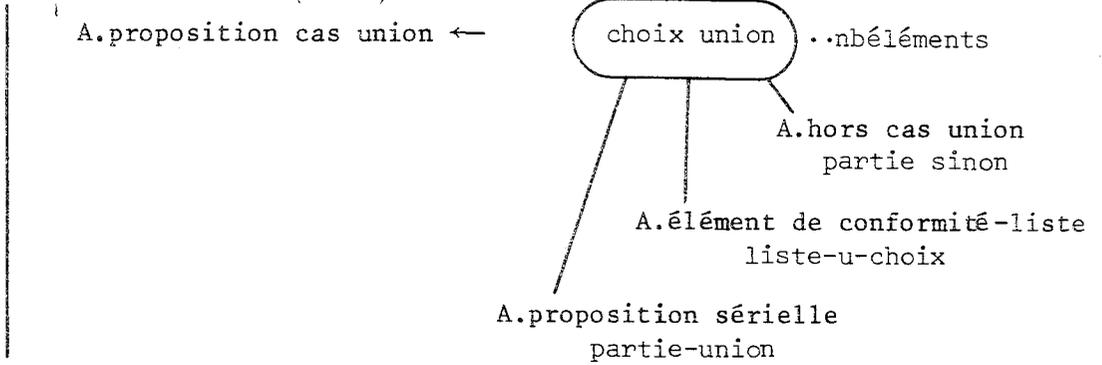 A.proposition cas union ← choix union ..nbéléments
A.hors cas union
partie sinon
A.élément de conformité-liste
liste-u-choix
A.proposition sérielle
partie-union